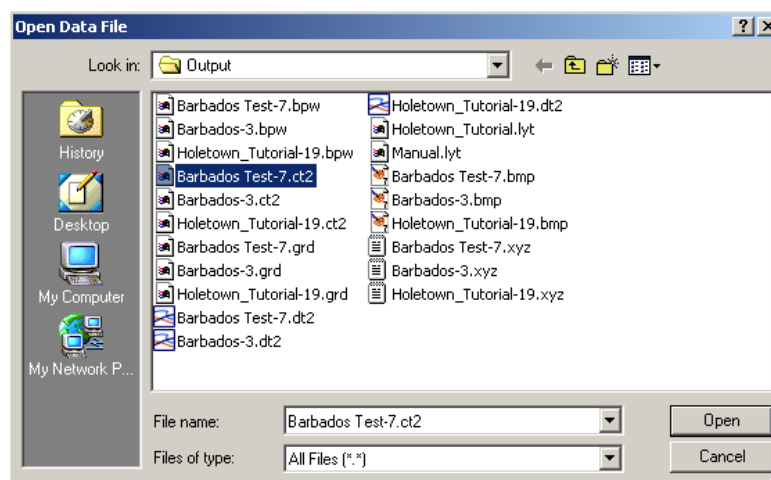 Open Data File
Look in: Output
History
Desktop
My Computer
My Network P...
Barbados Test-7.bpw
Barbados-3.bpw
Holetown_Tutorial-19.bpw
Barbados Test-7.ct2
Barbados-3.ct2
Holetown_Tutorial-19.ct2
Barbados Test-7.grd
Barbados-3.grd
Holetown_Tutorial-19.grd
Barbados Test-7.dt2
Barbados-3.dt2
Holetown_Tutorial-19.dt2
Holetown_Tutorial.lyt
Manual.lyt
Barbados Test-7.bmp
Barbados-3.bmp
Holetown_Tutorial-19.bmp
Barbados Test-7.xyz
Barbados-3.xyz
Holetown_Tutorial-19.xyz
File name: Barbados Test-7.ct2 Open
Files of type: All Files (*.*) Cancel